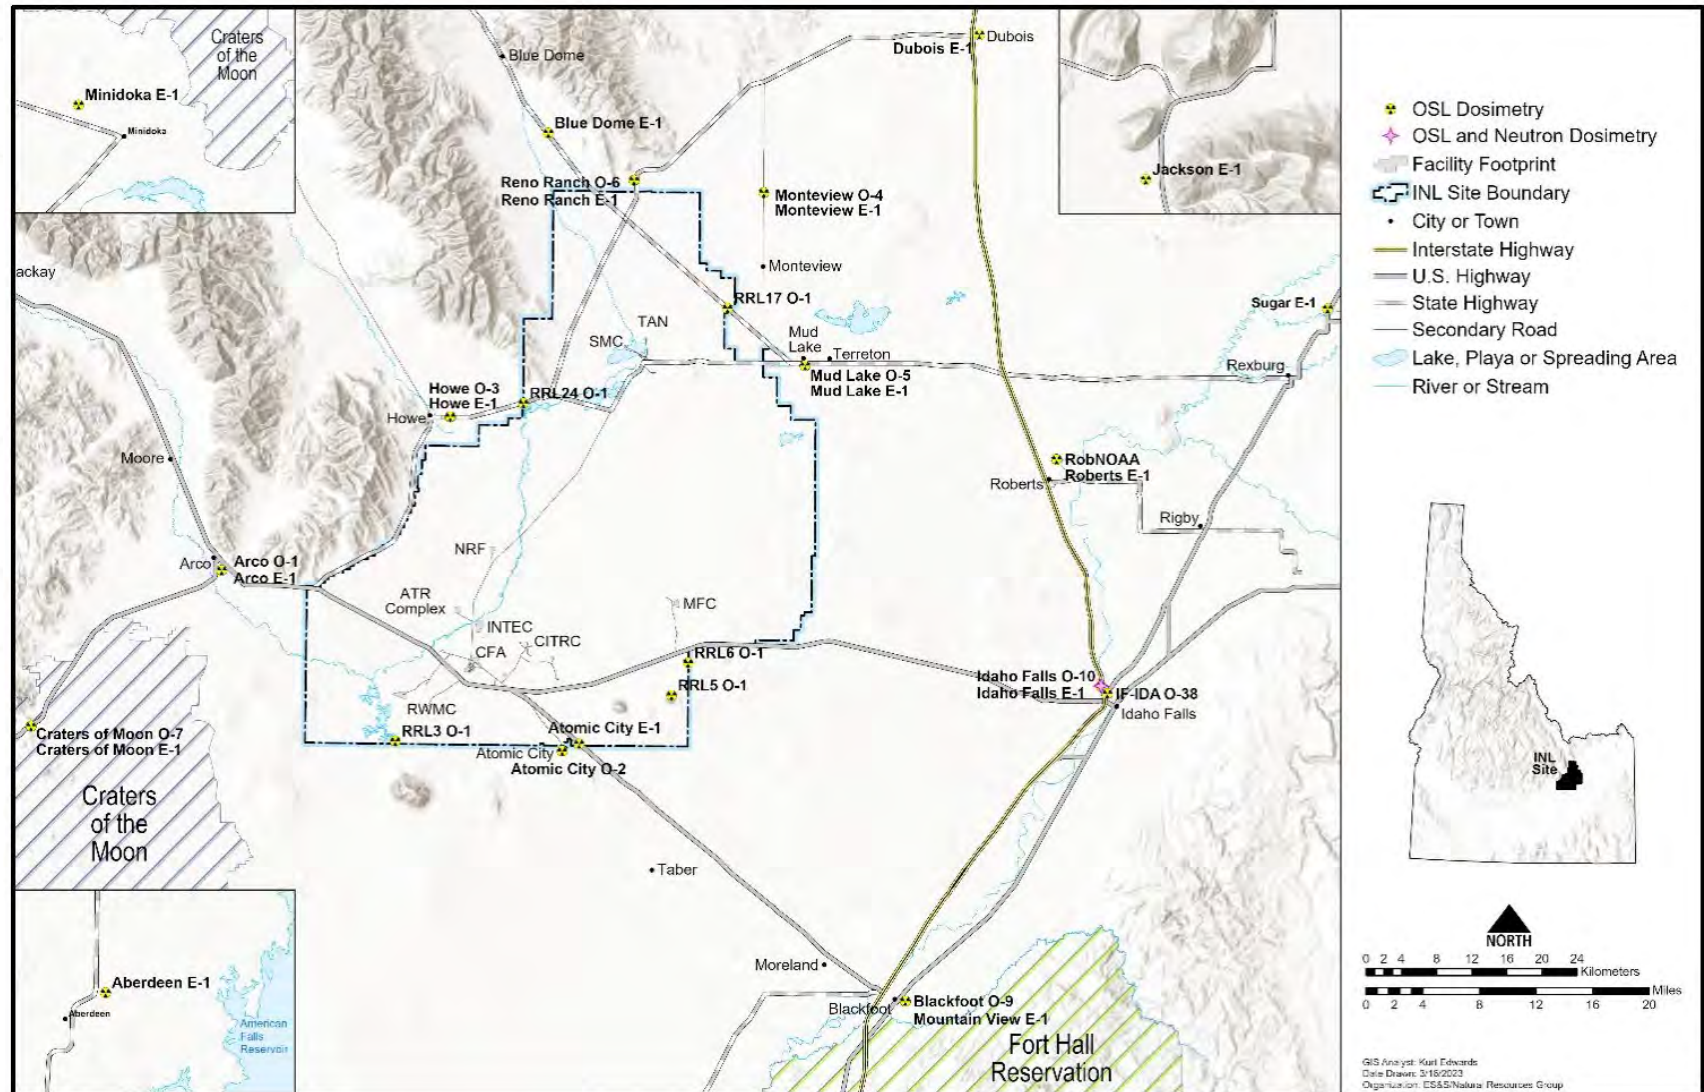 Craters
of the
Moon
Minidoka E-1
Minidoka
Blue Dome
Blue Dome E-1
Dubois E-1
Dubois
Jackson E-1
Reno Ranch O-6
Reno Ranch E-1
Monteview O-4
Monteview E-1
Monteview
ackay
RRL17 O-1
Sugar E-1
TAN
SMC
Mud
Lake
Terreton
Mud Lake O-5
Mud Lake E-1
Rexburg
Howe O-3
Howe E-1
Howe
RRL24 O-1
Moore
RobNOAA
Roberts E-1
Roberts
Rigby
NRF
Arco
Arco O-1
Arco E-1
ATR
Complex
MFC
INTEC
CITRC
CFA
RRL6 O-1
RRL5 O-1
RWMC
Idaho Falls O-10
Idaho Falls E-1
IF-IDA O-38
Idaho Falls
Craters of Moon O-7
Craters of Moon E-1
RRL3 O-1
Atomic City E-1
Atomic City
Atomic City O-2
Craters
of the
Moon
Taber
Moreland
Blackfoot
Blackfoot O-9
Mountain View E-1
Fort Hall
Reservation
Aberdeen E-1
Aberdeen
American
Falls
Reservoir
OSL Dosimetry
OSL and Neutron Dosimetry
Facility Footprint
INL Site Boundary
City or Town
Interstate Highway
U.S. Highway
State Highway
Secondary Road
Lake, Playa or Spreading Area
River or Stream
INL
Site
NORTH
0 2 4 8 12 16 20 24
Kilometers
Miles
0 2 4 8 12 16 20
GIS Analyst: Kurt Edwards
Date Drawn: 3/16/2023
Organization: ES&S/Natural Resources Group